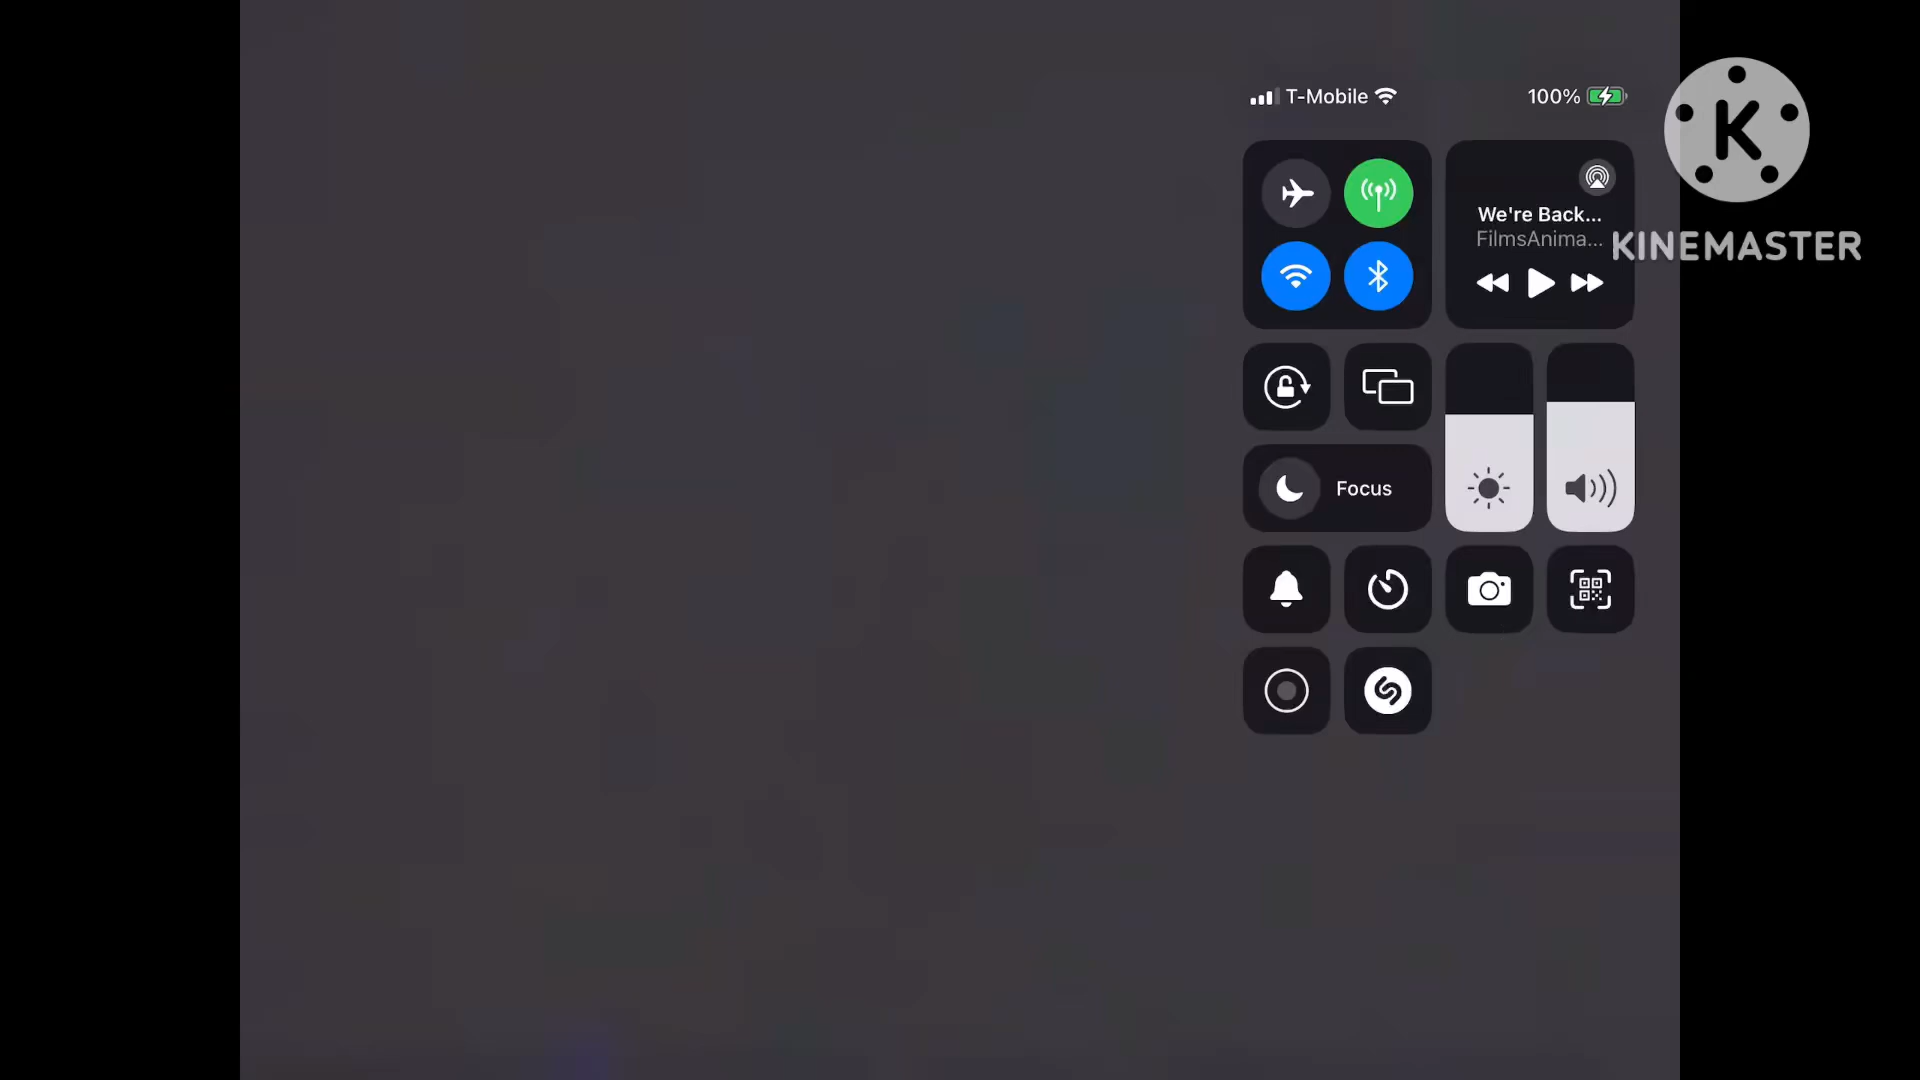 T-Mobile 100%
We're Back...
FilmsAnima...
K
KINEMASTER
Focus